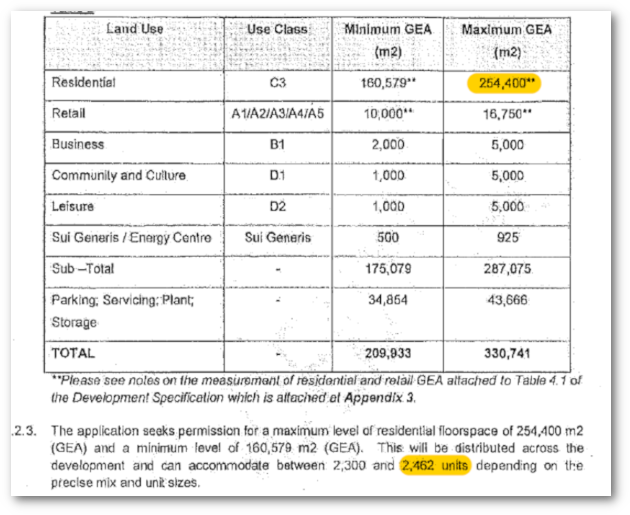 Land Use Use Class Minimum GEA (m2) Maximum GEA (m2)
Residential C3 160,579** 254,400**
Retail A1/A2/A3/A4/A5 10,000** 16,750**
Business B1 2,000 5,000
Community and Culture D1 1,000 5,000
Leisure D2 1,000 5,000
Sui Generis / Energy Centre Sui Generis 500 925
Sub –Total - 175,079 287,075
Parking; Servicing; Plant; Storage - 34,854 43,666
TOTAL - 209,933 330,741
**Please see notes on the measurement of residential and retail GEA attached to Table 4.1 of
the Development Specification which is attached at Appendix 3.
.2.3. The application seeks permission for a maximum level of residential floorspace of 254,400 m2
(GEA) and a minimum level of 160,579 m2 (GEA). This will be distributed across the
development and can accommodate between 2,300 and 2,462 units depending on the
precise mix and unit sizes.